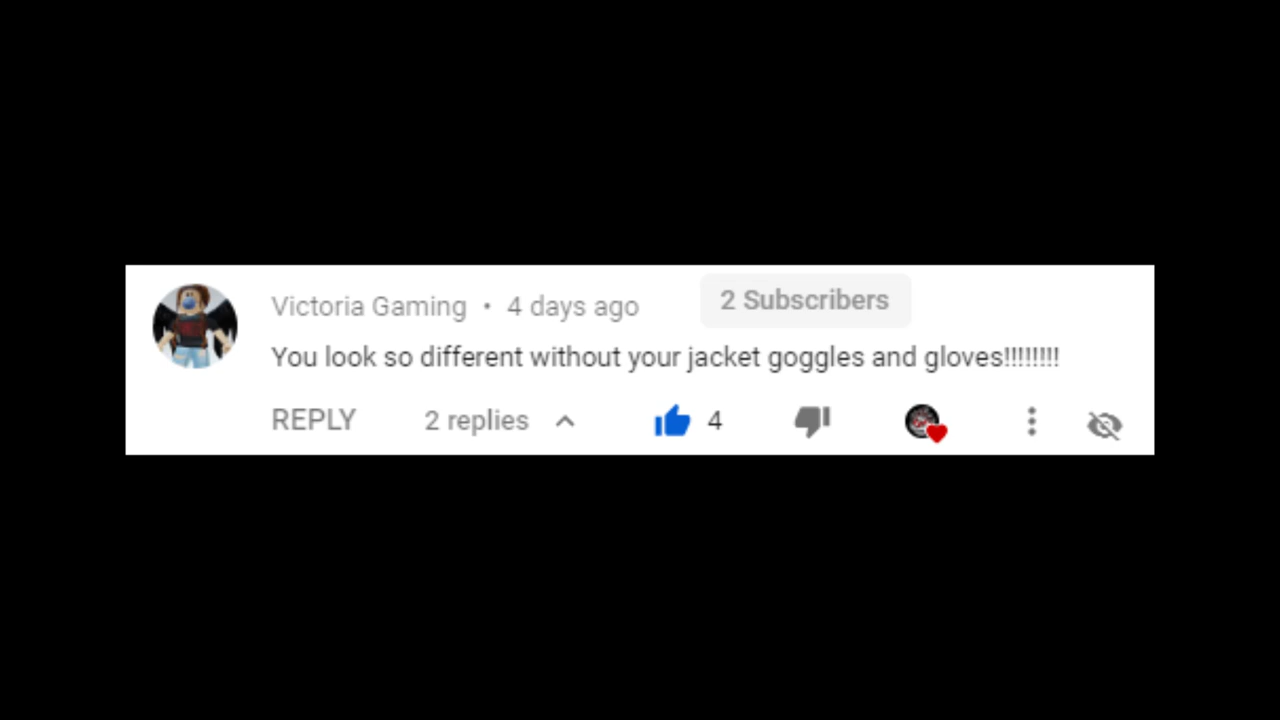 Victoria Gaming • 4 days ago 2 Subscribers
You look so different without your jacket goggles and gloves!!!!!!!!
REPLY 2 replies 4